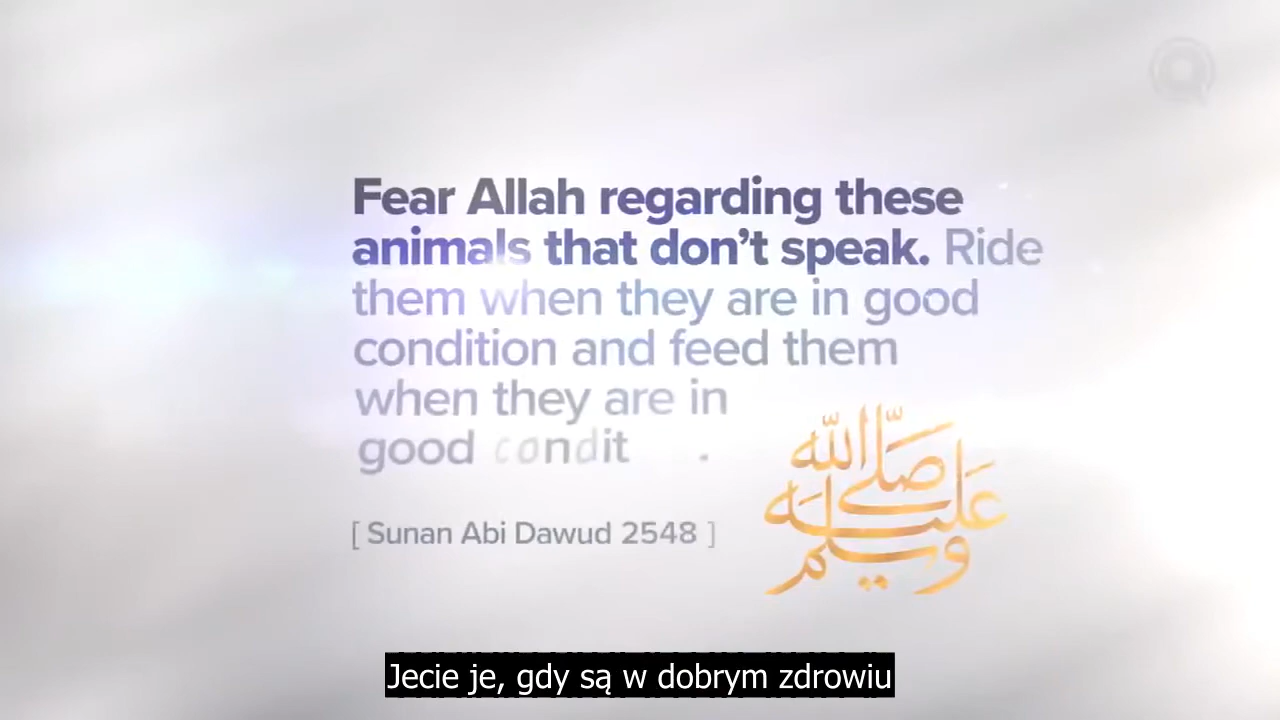 Fear Allah regarding these
animals that don’t speak. Ride
them when they are in good
condition and feed them
when they are in
good condit .
صلى الله عليه وسلم
[ Sunan Abi Dawud 2548 ]
Jecie je, gdy są w dobrym zdrowiu